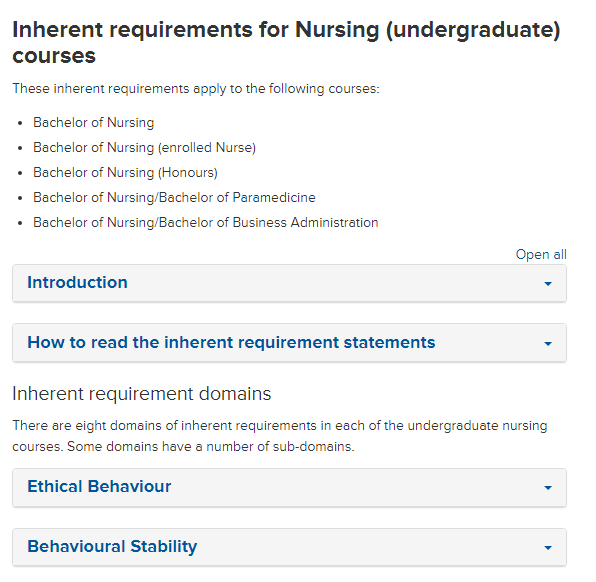 Inherent requirements for Nursing (undergraduate)
courses
These inherent requirements apply to the following courses:
• Bachelor of Nursing
• Bachelor of Nursing (enrolled Nurse)
• Bachelor of Nursing (Honours)
• Bachelor of Nursing/Bachelor of Paramedicine
• Bachelor of Nursing/Bachelor of Business Administration
Open all
Introduction
How to read the inherent requirement statements
Inherent requirement domains
There are eight domains of inherent requirements in each of the undergraduate nursing
courses. Some domains have a number of sub-domains.
Ethical Behaviour
Behavioural Stability